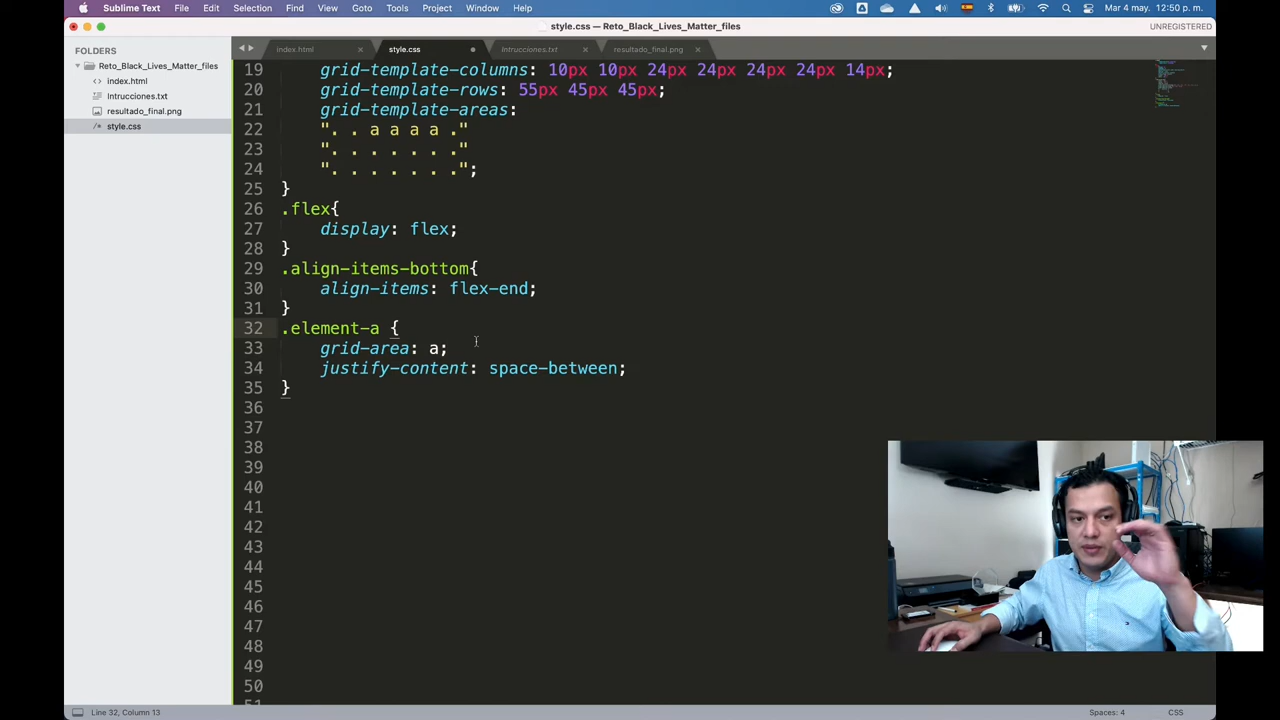 Sublime Text File Edit Selection Find View Goto Tools Project Window Help
Mar 4 may. 12:50 p. m.
style.css — Reto_Black_Lives_Matter_files
UNREGISTERED
FOLDERS
Reto_Black_Lives_Matter_files
index.html
Intrucciones.txt
resultado_final.png
style.css
index.html
style.css
Intrucciones.txt
resultado_final.png
19 grid-template-columns: 10px 10px 24px 24px 24px 24px 14px;
20 grid-template-rows: 55px 45px 45px;
21 grid-template-areas:
22 ". . a a a a ."
23 ". . . . . . ."
24 ". . . . . . .";
25 }
26 .flex{
27 display: flex;
28 }
29 .align-items-bottom{
30 align-items: flex-end;
31 }
32 .element-a {
33 grid-area: a;
34 justify-content: space-between;
35 }
36
37
38
39
40
41
42
43
44
45
46
47
48
49
50
Line 32, Column 13
Spaces: 4
CSS